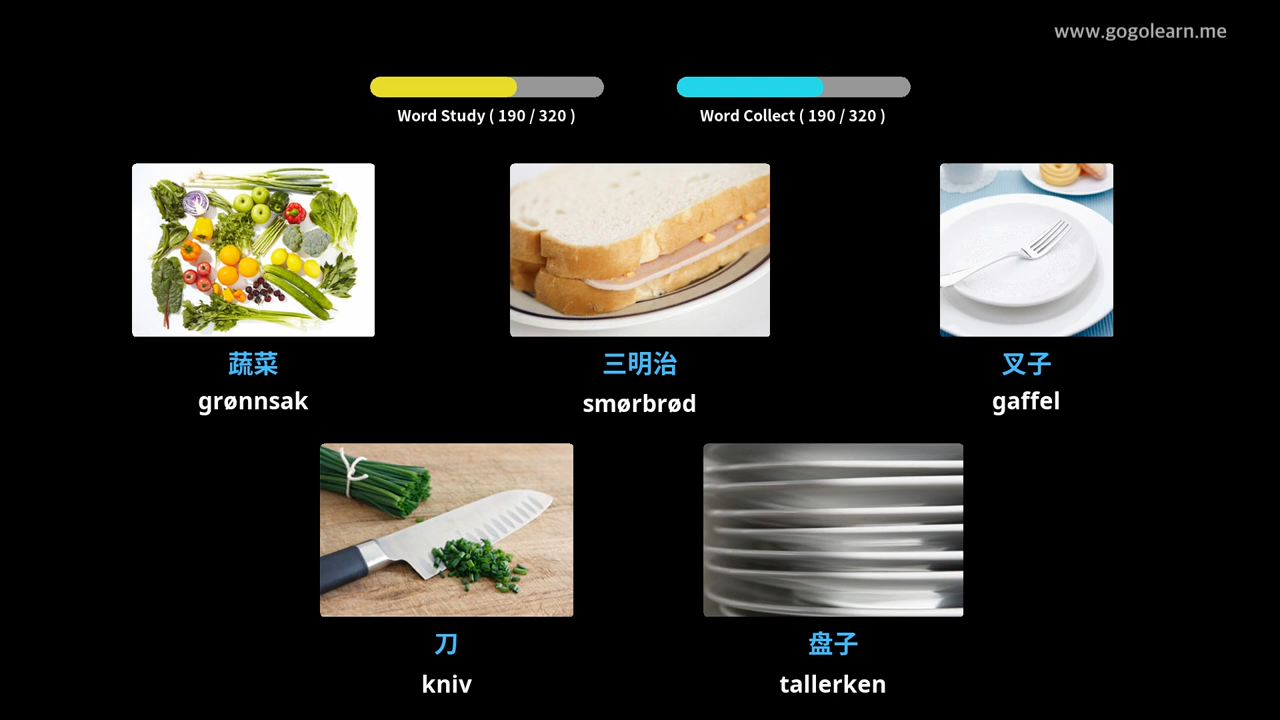 www.gogolearn.me
Word Study ( 190 / 320 )
Word Collect ( 190 / 320 )
蔬菜
grønnsak
三明治
smørbrød
叉子
gaffel
刀
kniv
盘子
tallerken